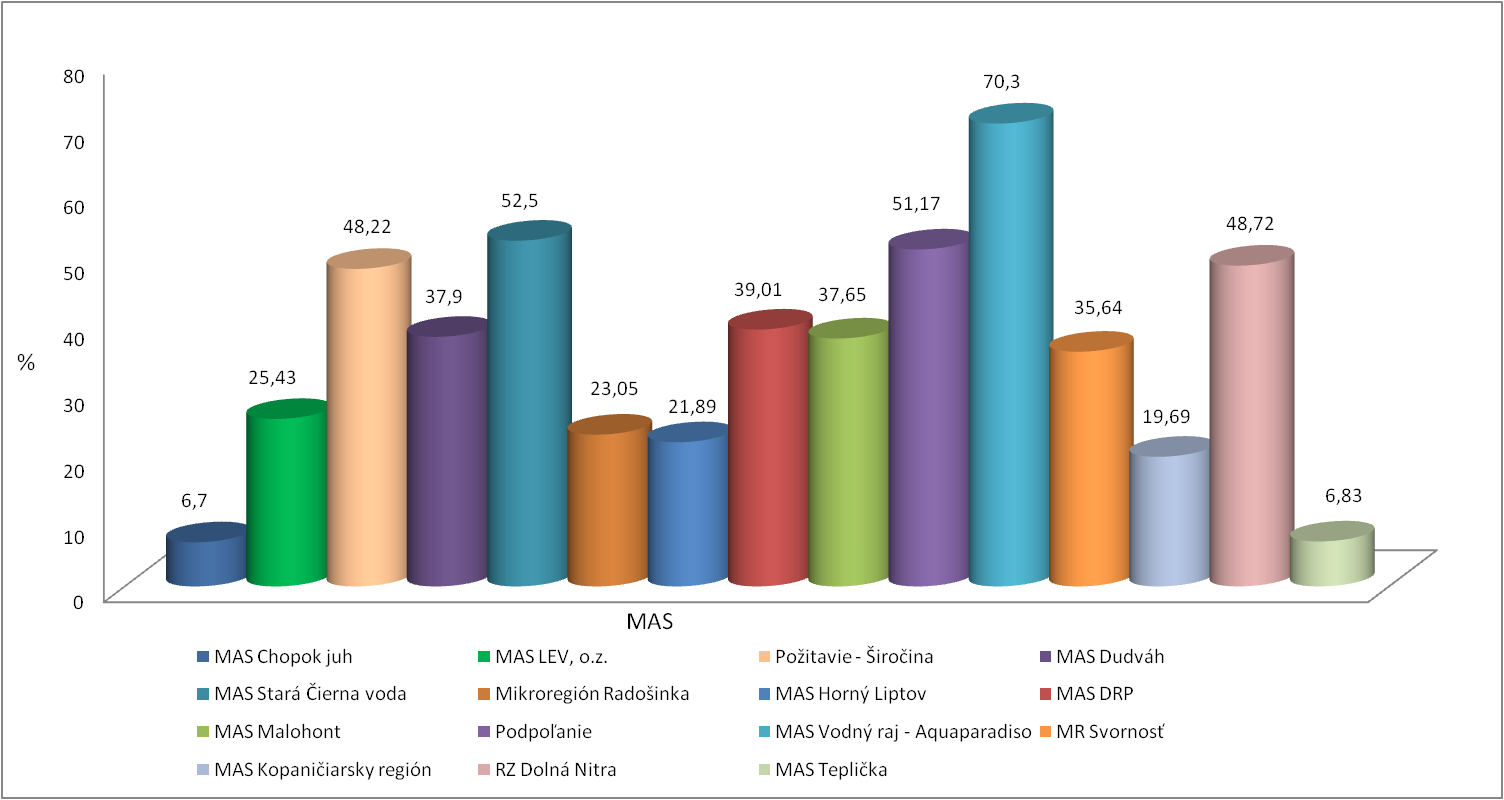 80
70
60
50
40
30
20
10
0
%
6,7
25,43
48,22
37,9
52,5
23,05
21,89
39,01
37,65
51,17
70,3
35,64
19,69
48,72
6,83
MAS
MAS Chopok juh
MAS LEV, o.z.
Požitavie - Širočina
MAS Dudváh
MAS Stará Čierna voda
Mikroregión Radošinka
MAS Horný Liptov
MAS DRP
MAS Malohont
Podpoľanie
MAS Vodný raj - Aquaparadiso
MR Svornosť
MAS Kopaničiarsky región
RZ Dolná Nitra
MAS Teplička